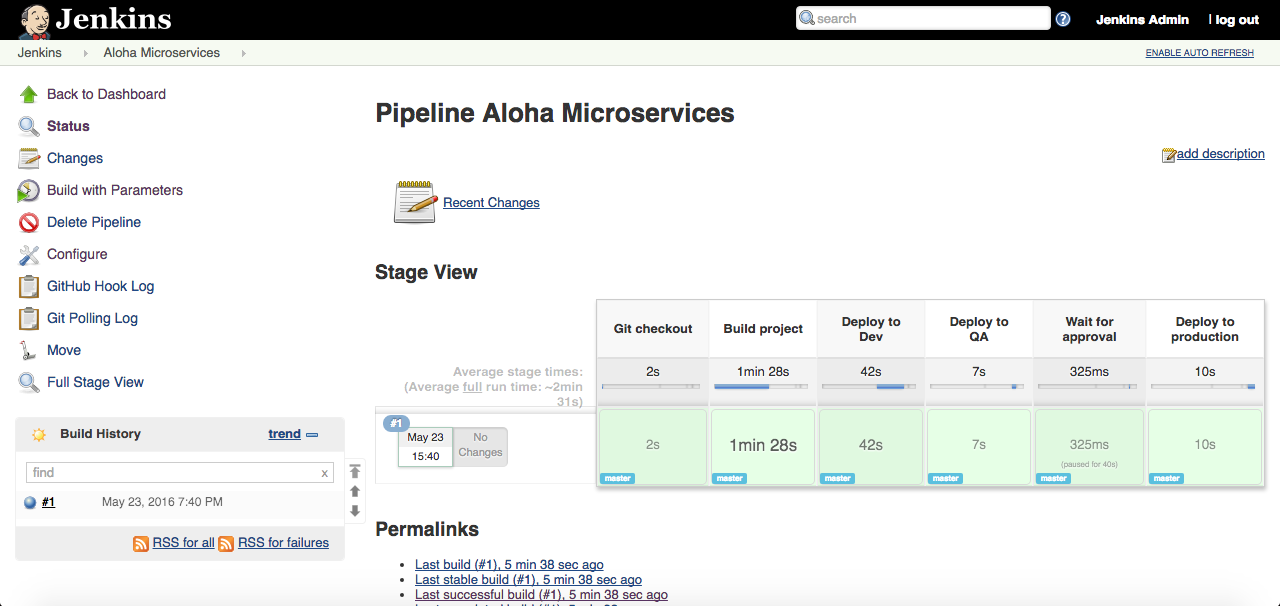 Jenkins
search
Jenkins Admin
| log out
Jenkins
Aloha Microservices
ENABLE AUTO REFRESH
Back to Dashboard
Status
Changes
Build with Parameters
Delete Pipeline
Configure
GitHub Hook Log
Git Polling Log
Move
Full Stage View
Build History
trend
find
x
#1
May 23, 2016 7:40 PM
RSS for all
RSS for failures
Pipeline Aloha Microservices
add description
Recent Changes
Stage View
Git checkout
Build project
Deploy to
Dev
Deploy to
QA
Wait for
approval
Deploy to
production
Average stage times:
(Average full run time: ~2min
31s)
2s
1min 28s
42s
7s
325ms
10s
#1
May 23
15:40
No
Changes
2s
master
1min 28s
master
42s
master
7s
master
325ms
(paused for 40s)
master
10s
master
Permalinks
Last build (#1), 5 min 38 sec ago
Last stable build (#1), 5 min 38 sec ago
Last successful build (#1), 5 min 38 sec ago